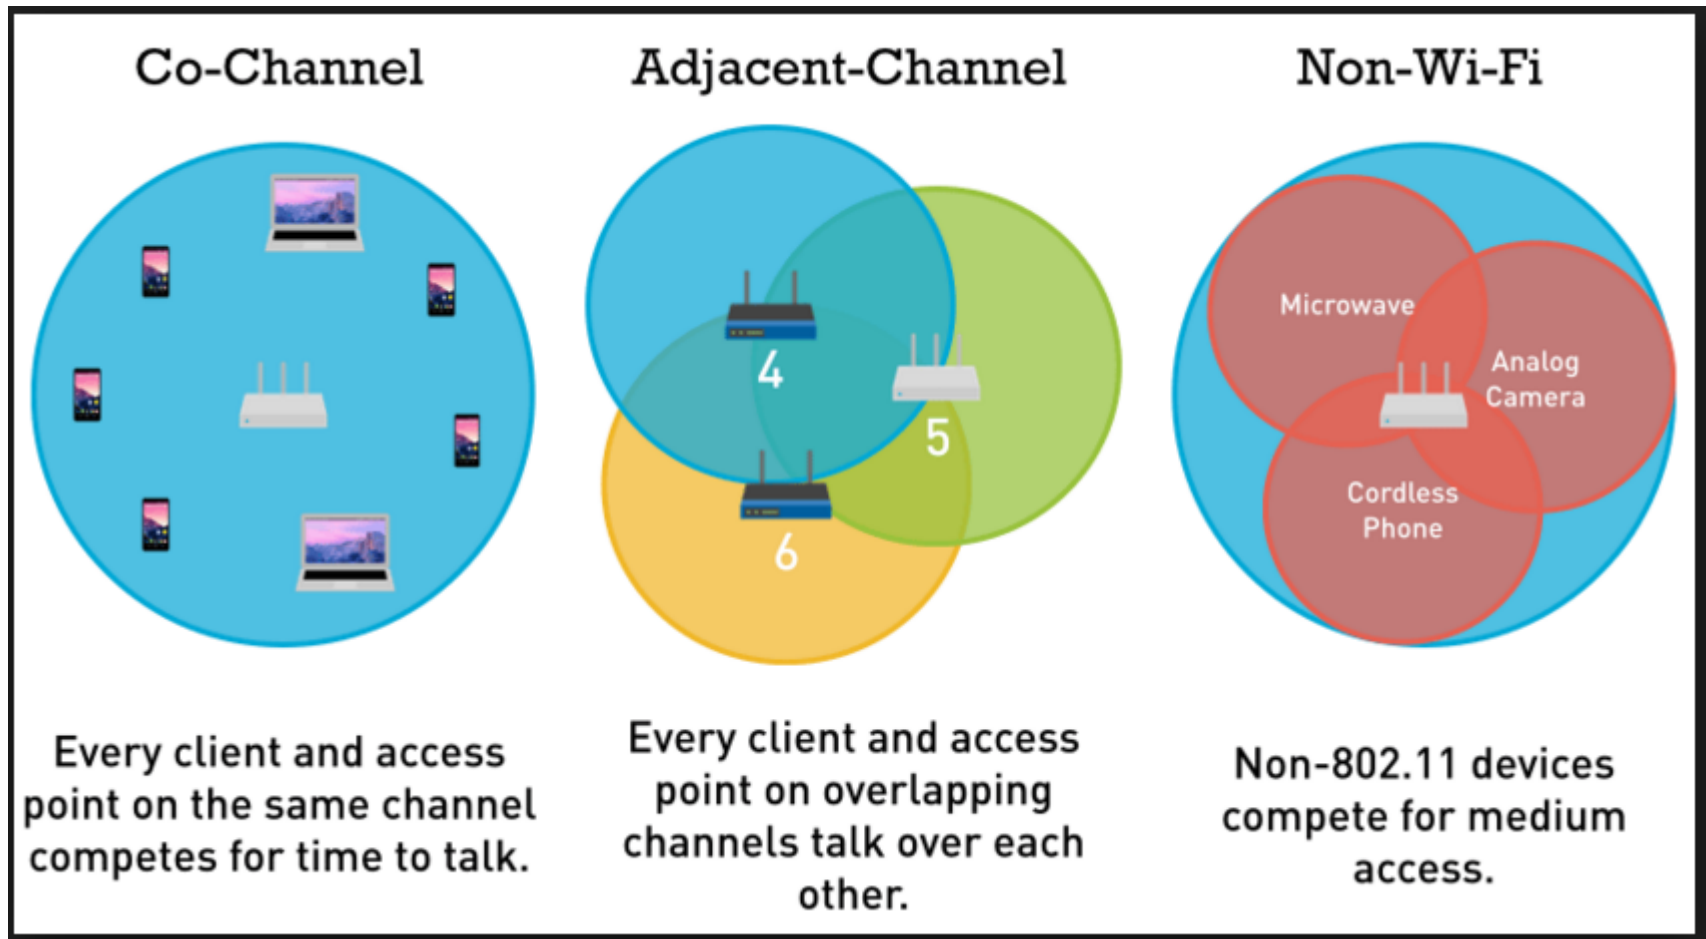 Co-Channel
Every client and access
point on the same channel
competes for time to talk.
Adjacent-Channel
4
5
6
Every client and access
point on overlapping
channels talk over each
other.
Non-Wi-Fi
Microwave
Analog
Camera
Cordless
Phone
Non-802.11 devices
compete for medium
access.